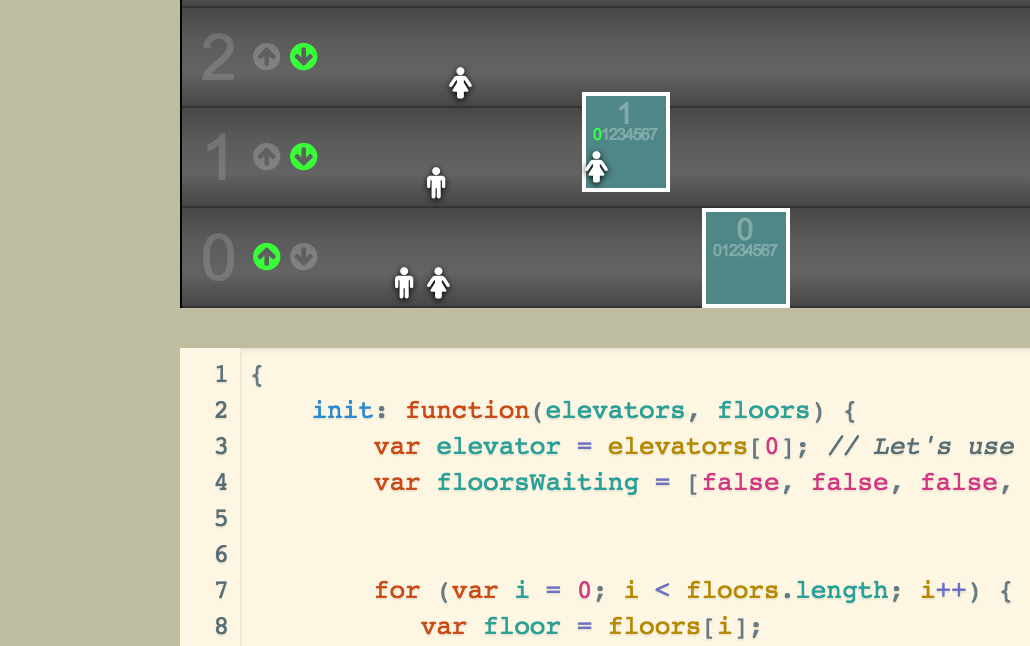 2
1
01234567
1
0
01234567
0
1 {
2 init: function(elevators, floors) {
3 var elevator = elevators[0]; // Let's use
4 var floorsWaiting = [false, false, false,
5
6
7 for (var i = 0; i < floors.length; i++) {
8 var floor = floors[i];